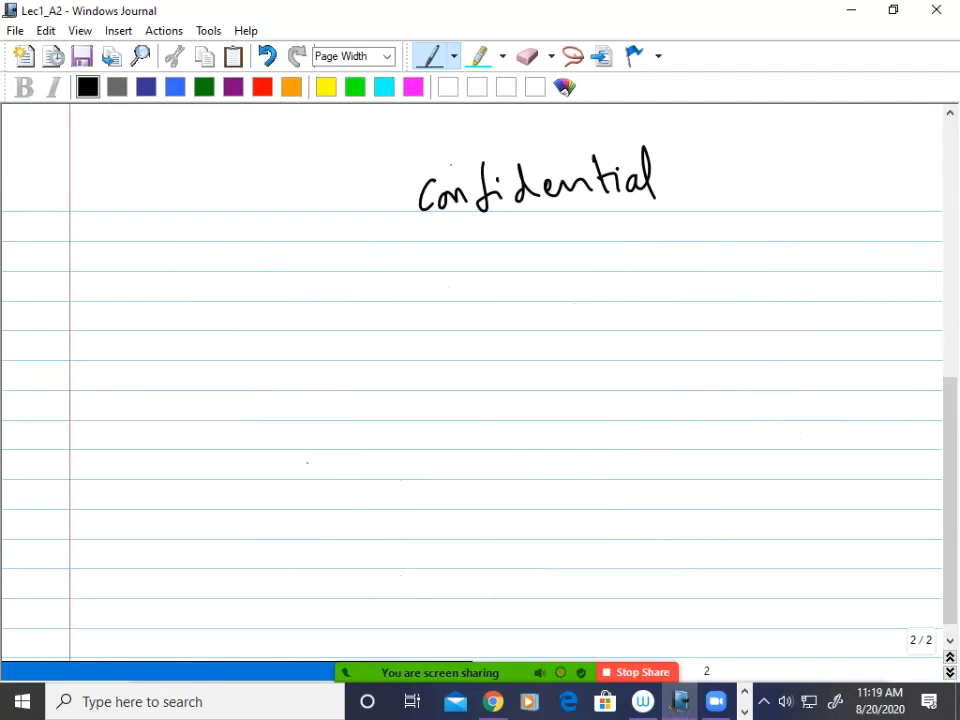 Lec1_A2 - Windows Journal
File Edit View Insert Actions Tools Help
Page Width
B I
Confidential
2 / 2
You are screen sharing Stop Share 2
Type here to search
11:19 AM
8/20/2020